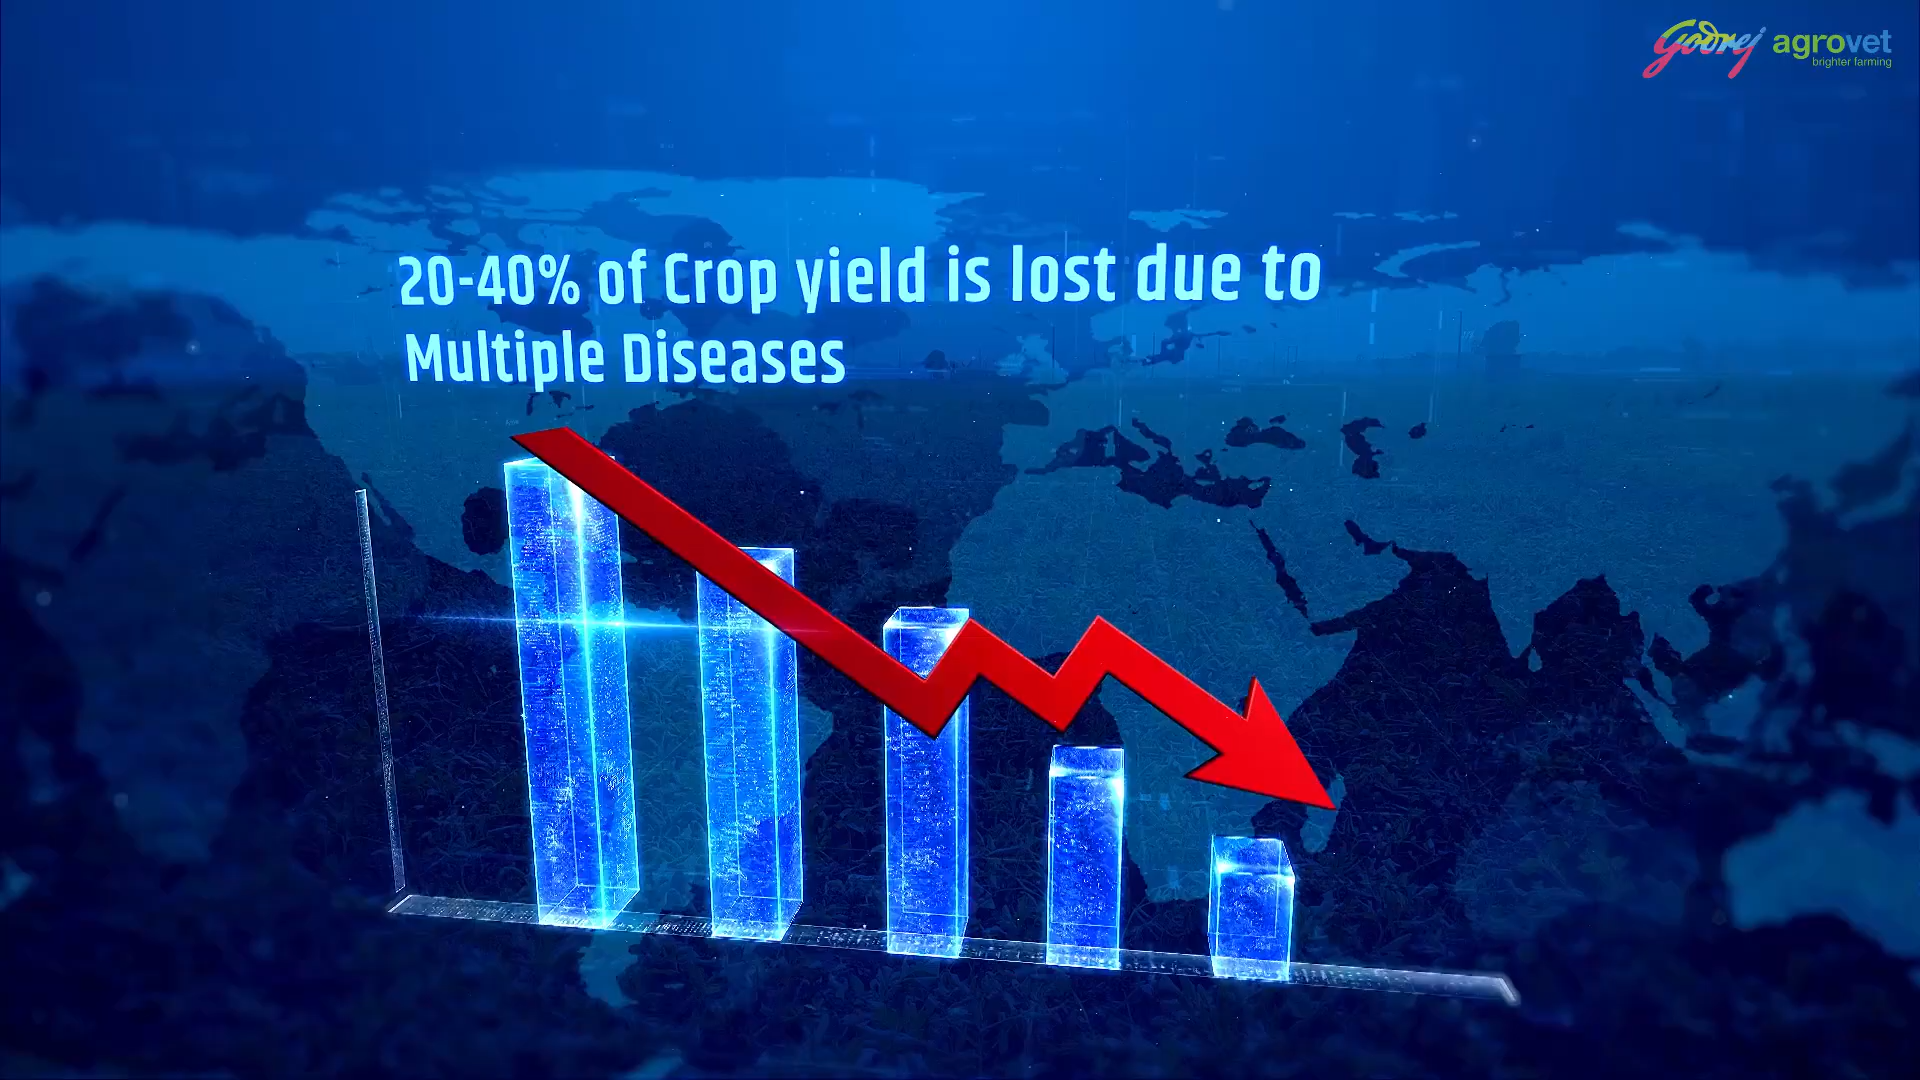 Godrej agrovet
brighter farming
20-40% of Crop yield is lost due to
Multiple Diseases